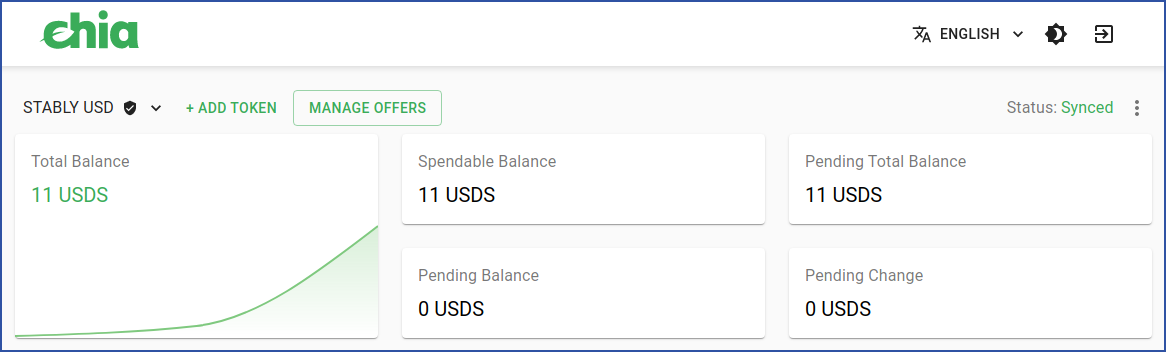 chia
ENGLISH
STABLY USD
+ ADD TOKEN
MANAGE OFFERS
Status: Synced
Total Balance
11 USDS
Spendable Balance
11 USDS
Pending Total Balance
11 USDS
Pending Balance
0 USDS
Pending Change
0 USDS